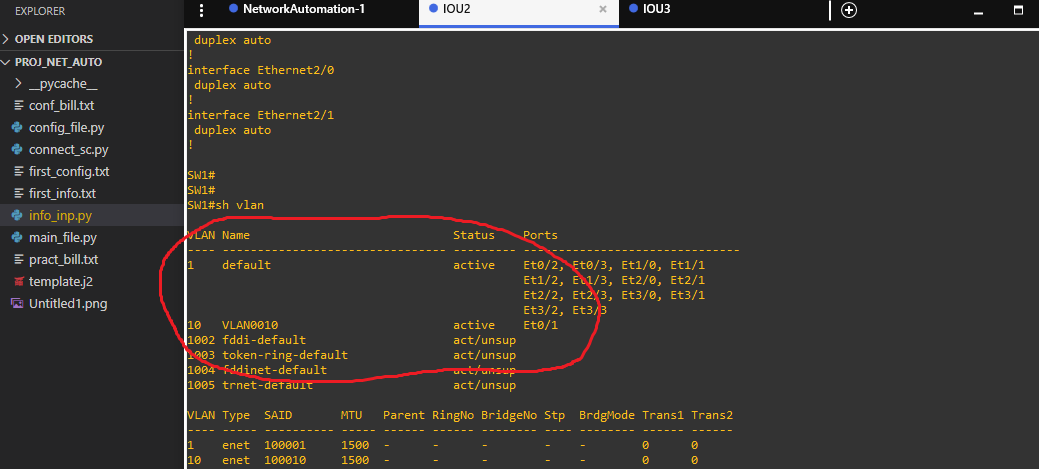 EXPLORER
OPEN EDITORS
PROJ_NET_AUTO
__pycache__
conf_bill.txt
config_file.py
connect_sc.py
first_config.txt
first_info.txt
info_inp.py
main_file.py
pract_bill.txt
template.j2
Untitled1.png
NetworkAutomation-1 IOU2 × IOU3
duplex auto
!
interface Ethernet2/0
duplex auto
!
interface Ethernet2/1
duplex auto
!
SW1#
SW1#
SW1#sh vlan
VLAN Name Status Ports
---- -------------------------------- --------- -------------------------------
1 default active Et0/2, Et0/3, Et1/0, Et1/1
Et1/2, Et1/3, Et2/0, Et2/1
Et2/2, Et2/3, Et3/0, Et3/1
Et3/2, Et3/3
10 VLAN0010 active Et0/1
1002 fddi-default act/unsup
1003 token-ring-default act/unsup
1004 fddinet-default act/unsup
1005 trnet-default act/unsup
VLAN Type SAID MTU Parent RingNo BridgeNo Stp BrdgMode Trans1 Trans2
---- ----- ---------- ----- ------ ------ -------- ---- -------- ------ ------
1 enet 100001 1500 - - - - - 0 0
10 enet 100010 1500 - - - - - 0 0